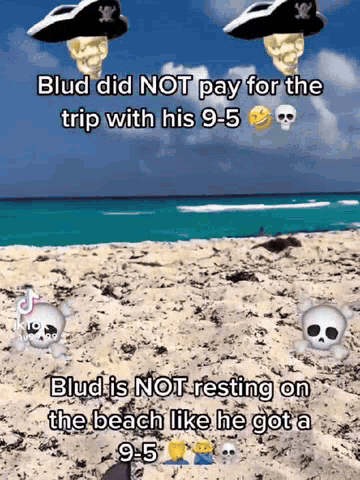 Blud did NOT pay for the
trip with his 9-5 🤣💀
Blud is NOT resting on
the beach like he got a
9-5